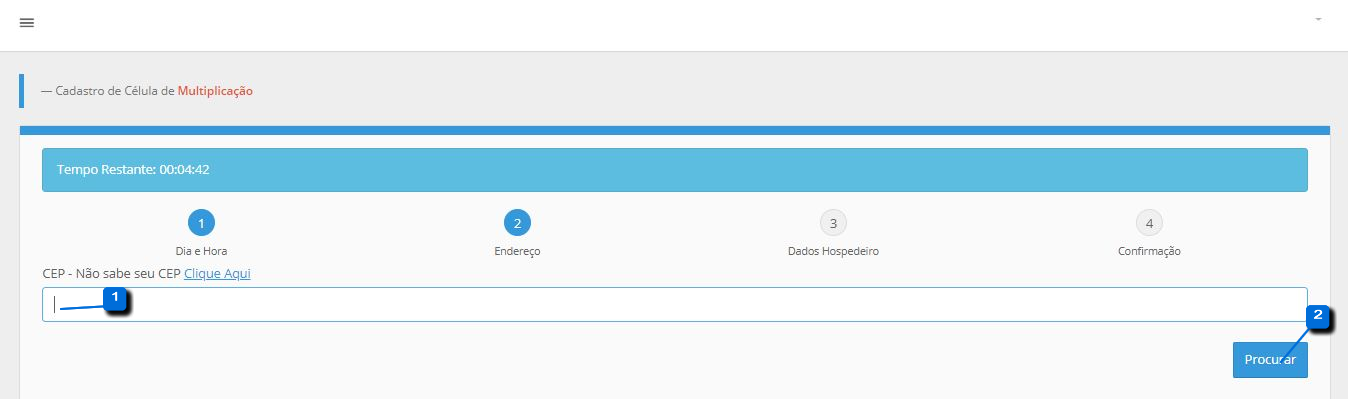 — Cadastro de Célula de Multiplicação
Tempo Restante: 00:04:42
1 2 3 4
Dia e Hora Endereço Dados Hospedeiro Confirmação
CEP - Não sabe seu CEP Clique Aqui
1
2
Procurar